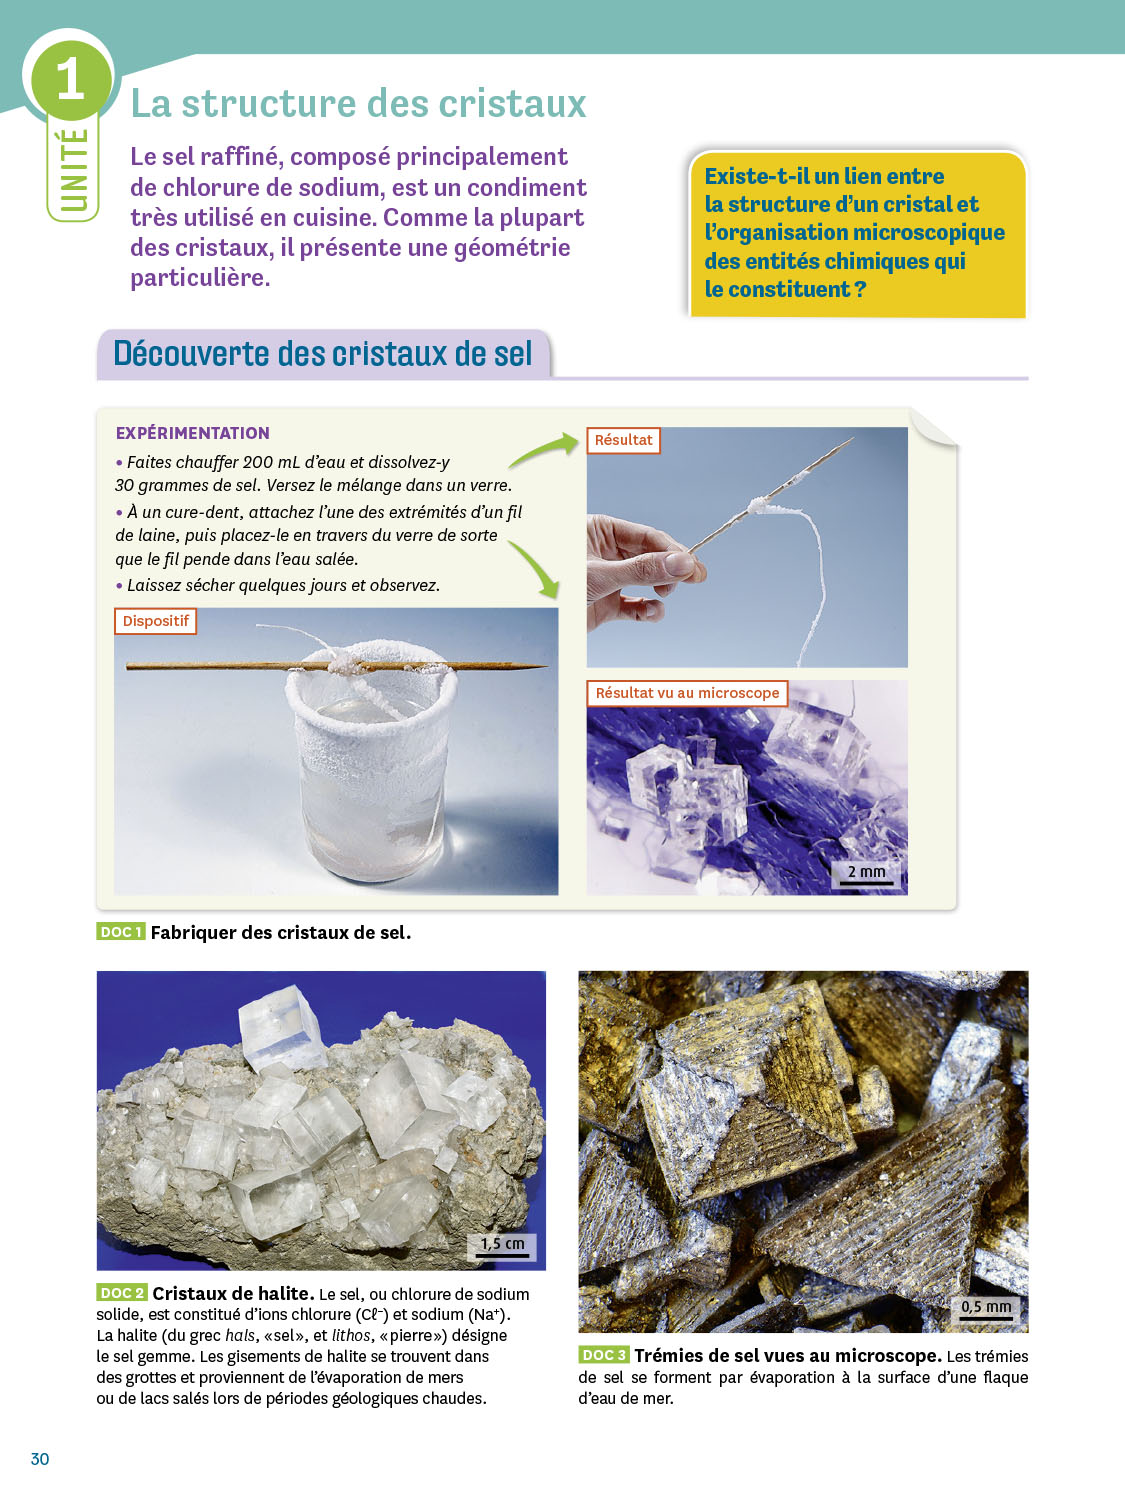 1
UNITÉ
La structure des cristaux
Le sel raffiné, composé principalement
de chlorure de sodium, est un condiment
très utilisé en cuisine. Comme la plupart
des cristaux, il présente une géométrie
particulière.
Existe-t-il un lien entre
la structure d’un cristal et
l’organisation microscopique
des entités chimiques qui
le constituent ?
Découverte des cristaux de sel
EXPÉRIMENTATION
• Faites chauffer 200 mL d’eau et dissolvez-y
30 grammes de sel. Versez le mélange dans un verre.
• À un cure-dent, attachez l’une des extrémités d’un fil
de laine, puis placez-le en travers du verre de sorte
que le fil pende dans l’eau salée.
• Laissez sécher quelques jours et observez.
Dispositif
Résultat
Résultat vu au microscope
2 mm
DOC 1 Fabriquer des cristaux de sel.
1,5 cm
DOC 2 Cristaux de halite. Le sel, ou chlorure de sodium
solide, est constitué d’ions chlorure (Cℓ⁻) et sodium (Na⁺).
La halite (du grec hals, « sel », et lithos, « pierre ») désigne
le sel gemme. Les gisements de halite se trouvent dans
des grottes et proviennent de l’évaporation de mers
ou de lacs salés lors de périodes géologiques chaudes.
0,5 mm
DOC 3 Trémies de sel vues au microscope. Les trémies
de sel se forment par évaporation à la surface d’une flaque
d’eau de mer.
30